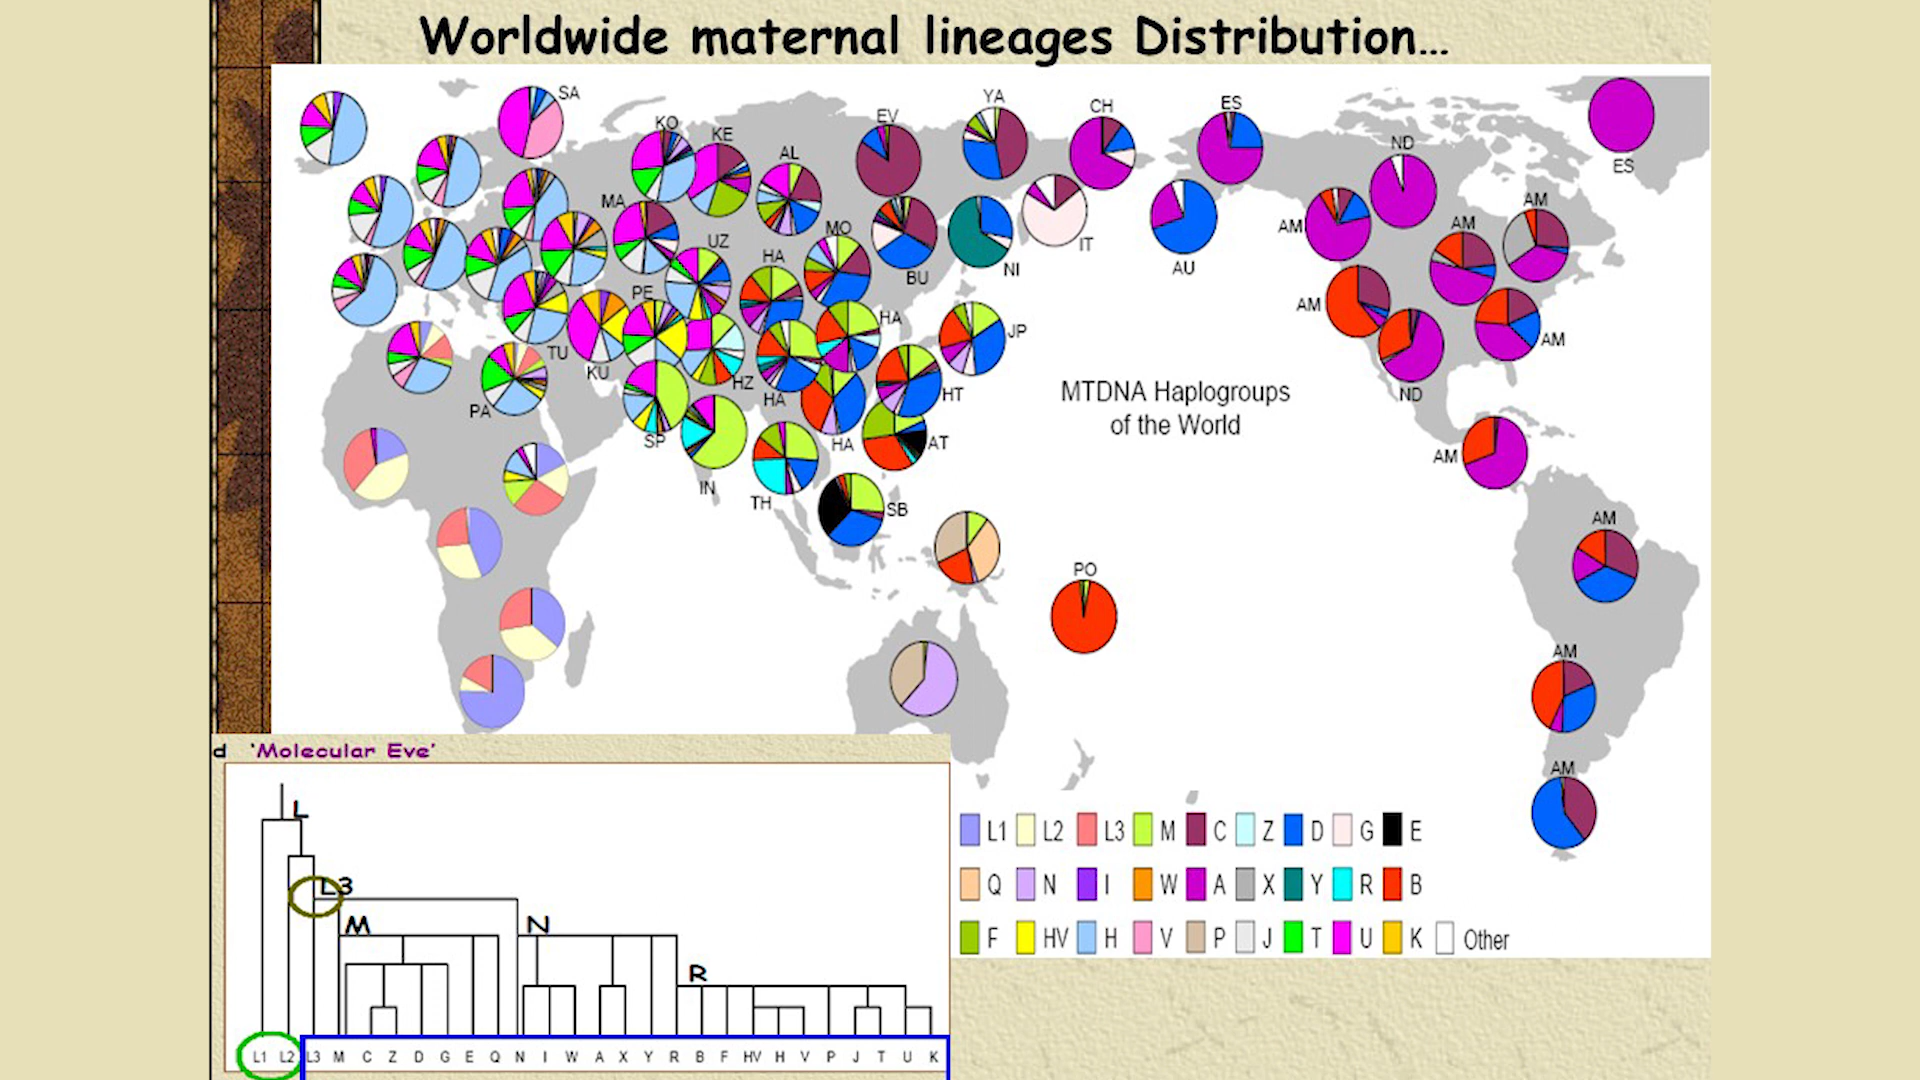 Worldwide maternal lineages Distribution...
SA
KO
KE
AL
EV
YA
CH
ES
ND
ES
MA
UZ
HA
MO
BU
NI
IT
AU
AM
AM
AM
PE
HA
JP
AM
AM
TU
KU
HZ
HA
HT
ND
PA
SP
HA
AT
AM
IN
TH
SB
MTDNA Haplogroups
of the World
PO
AM
AM
AM
d 'Molecular Eve'
L
L3
M
N
R
L1 L2 L3 M C Z D G E Q N I W A X Y R B F HV H V P J T U K
L1 L2 L3 M C Z D G E
Q N I W A X Y R B
F HV H V P J T U K Other